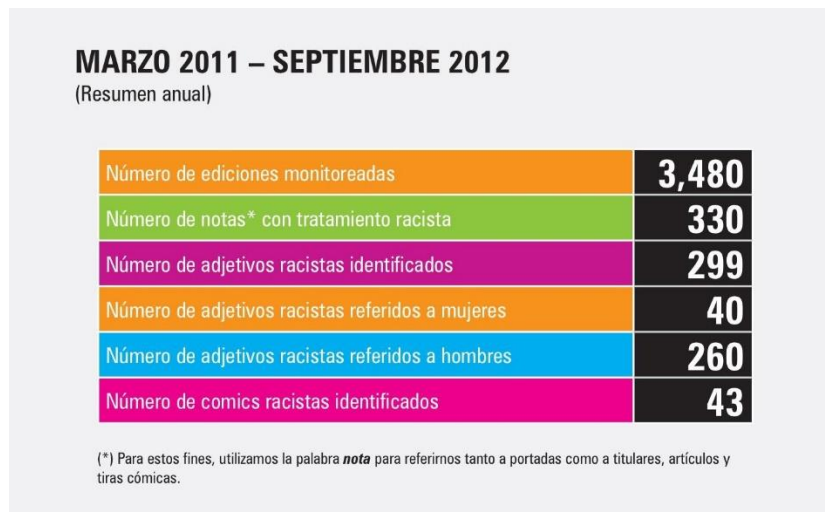 MARZO 2011 – SEPTIEMBRE 2012
(Resumen anual)
Número de ediciones monitoreadas 3,480
Número de notas* con tratamiento racista 330
Número de adjetivos racistas identificados 299
Número de adjetivos racistas referidos a mujeres 40
Número de adjetivos racistas referidos a hombres 260
Número de comics racistas identificados 43
(*) Para estos fines, utilizamos la palabra nota para referirnos tanto a portadas como a titulares, artículos y
tiras cómicas.